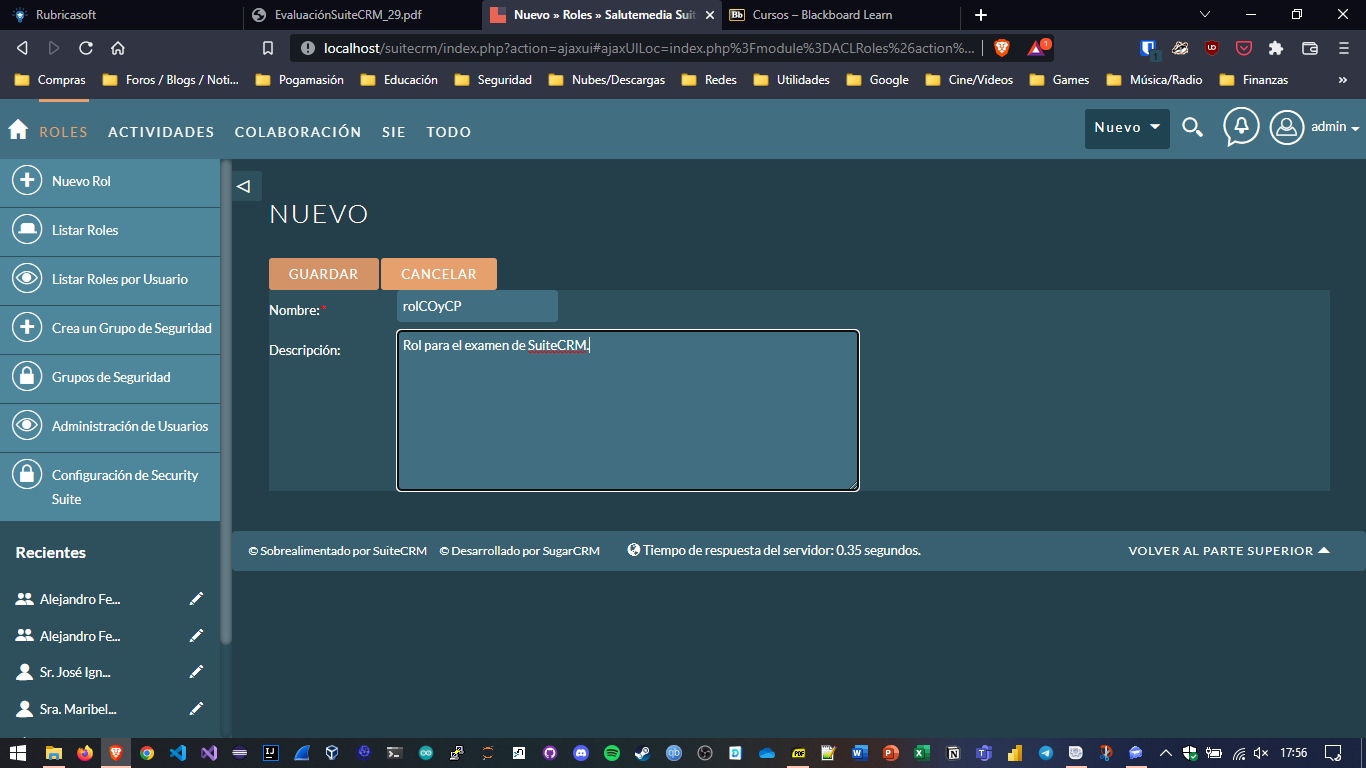 Rubricasoft
EvaluaciónSuiteCRM_29.pdf
Nuevo » Roles » Salutemedia Sui
Bb
Cursos – Blackboard Learn
localhost/suitecrm/index.php?action=ajaxui#ajaxUILoc=index.php%3Fmodule%3DACLRoles%26action%...
1
1
Compras
Foros / Blogs / Noti...
Pogamasión
Educación
Seguridad
Nubes/Descargas
Redes
Utilidades
Google
Cine/Videos
Games
Música/Radio
Finanzas
»
ROLES
ACTIVIDADES
COLABORACIÓN
SIE
TODO
Nuevo
admin
Nuevo Rol
Listar Roles
Listar Roles por Usuario
Crea un Grupo de Seguridad
Grupos de Seguridad
Administración de Usuarios
Configuración de Security
Suite
Recientes
Alejandro Fe...
Alejandro Fe...
Sr. José Ign...
Sra. Maribel...
NUEVO
GUARDAR
CANCELAR
Nombre:*
rolCOyCP
Descripción:
Rol para el examen de SuiteCRM.
© Sobrealimentado por SuiteCRM
© Desarrollado por SugarCRM
Tiempo de respuesta del servidor: 0.35 segundos.
VOLVER AL PARTE SUPERIOR
17:56